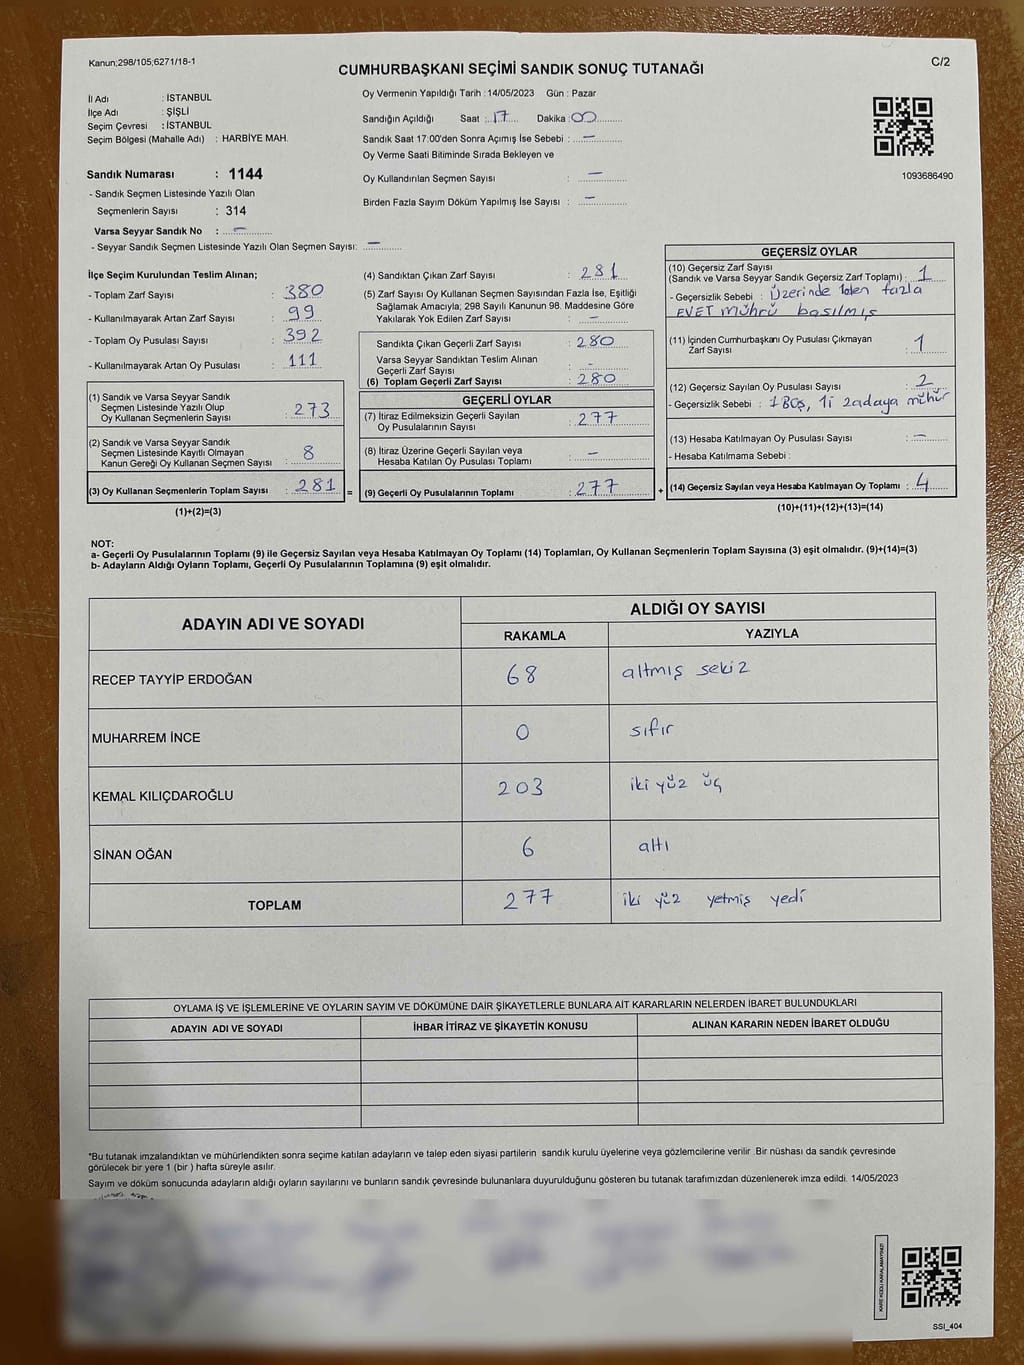 Kanun;298/105;6271/18-1
C/2
CUMHURBAŞKANI SEÇİMİ SANDIK SONUÇ TUTANAĞI
İl Adı : İSTANBUL
İlçe Adı : ŞİŞLİ
Seçim Çevresi : İSTANBUL
Seçim Bölgesi (Mahalle Adı) : HARBİYE MAH.
Sandık Numarası : 1144
- Sandık Seçmen Listesinde Yazılı Olan
Seçmenlerin Sayısı : 314
Varsa Seyyar Sandık No : –
- Seyyar Sandık Seçmen Listesinde Yazılı Olan Seçmen Sayısı: –
Oy Vermenin Yapıldığı Tarih : 14/05/2023 Gün : Pazar
Sandığın Açıldığı Saat : 17 Dakika : 00
Sandık Saat 17:00'den Sonra Açımış İse Sebebi : –
Oy Verme Saati Bitiminde Sırada Bekleyen ve
Oy Kullandırılan Seçmen Sayısı : –
Birden Fazla Sayım Döküm Yapılmış İse Sayısı : –
1093686490
İlçe Seçim Kurulundan Teslim Alınan;
- Toplam Zarf Sayısı : 380
- Kullanılmayarak Artan Zarf Sayısı : 99
- Toplam Oy Pusulası Sayısı : 392
- Kullanılmayarak Artan Oy Pusulası : 111
(1) Sandık ve Varsa Seyyar Sandık
Seçmen Listesinde Yazılı Olup
Oy Kullanan Seçmenlerin Sayısı : 273
(2) Sandık ve Varsa Seyyar Sandık
Seçmen Listesinde Kayıtlı Olmayan
Kanun Gereği Oy Kullanan Seçmen Sayısı : 8
(3) Oy Kullanan Seçmenlerin Toplam Sayısı : 281 =
(1)+(2)=(3)
(4) Sandıktan Çıkan Zarf Sayısı : 281
(5) Zarf Sayısı Oy Kullanan Seçmen Sayısından Fazla İse, Eşitliği
Sağlamak Amacıyla; 298 Sayılı Kanunun 98. Maddesine Göre
Yakılarak Yok Edilen Zarf Sayısı : –
Sandıkta Çıkan Geçerli Zarf Sayısı : 280
Varsa Seyyar Sandıktan Teslim Alınan
Geçerli Zarf Sayısı : –
(6) Toplam Geçerli Zarf Sayısı : 280
GEÇERLİ OYLAR
(7) İtiraz Edilmeksizin Geçerli Sayılan
Oy Pusulalarının Sayısı : 277
(8) İtiraz Üzerine Geçerli Sayılan veya
Hesaba Katılan Oy Pusulası Toplamı : –
(9) Geçerli Oy Pusulalarının Toplamı : 277 +
GEÇERSİZ OYLAR
(10) Geçersiz Zarf Sayısı
(Sandık ve Varsa Seyyar Sandık Geçersiz Zarf Toplamı) : 1
- Geçersizlik Sebebi : Üzerinde 1den fazla
EVET mührü basılmış
(11) İçinden Cumhurbaşkanı Oy Pusulası Çıkmayan
Zarf Sayısı 1
(12) Geçersiz Sayılan Oy Pusulası Sayısı : 2
- Geçersizlik Sebebi : 1 Boş, 1i 2adaya mühür
(13) Hesaba Katılmayan Oy Pusulası Sayısı : –
- Hesaba Katılmama Sebebi :
(14) Geçersiz Sayılan veya Hesaba Katılmayan Oy Toplamı : 4
(10)+(11)+(12)+(13)=(14)
NOT:
a- Geçerli Oy Pusulalarının Toplamı (9) ile Geçersiz Sayılan veya Hesaba Katılmayan Oy Toplamı (14) Toplamları, Oy Kullanan Seçmenlerin Toplam Sayısına (3) eşit olmalıdır. (9)+(14)=(3)
b- Adayların Aldığı Oyların Toplamı, Geçerli Oy Pusulalarının Toplamına (9) eşit olmalıdır.
ADAYIN ADI VE SOYADI ALDIĞI OY SAYISI
RAKAMLA YAZIYLA
RECEP TAYYİP ERDOĞAN 68 altmış sekiz
MUHARREM İNCE 0 sıfır
KEMAL KILIÇDAROĞLU 203 iki yüz üç
SİNAN OĞAN 6 altı
TOPLAM 277 iki yüz yetmiş yedi
OYLAMA İŞ VE İŞLEMLERİNE VE OYLARIN SAYIM VE DÖKÜMÜNE DAİR ŞİKAYETLERLE BUNLARA AİT KARARLARIN NELERDEN İBARET BULUNDUKLARI
ADAYIN ADI VE SOYADI İHBAR İTİRAZ VE ŞİKAYETİN KONUSU ALINAN KARARIN NEDEN İBARET OLDUĞU
*Bu tutanak imzalandıktan ve mühürlendikten sonra seçime katılan adayların ve talep eden siyasi partilerin sandık kurulu üyelerine veya gözlemcilerine verilir .Bir nüshası da sandık çevresinde
görülecek bir yere 1 (bir ) hafta süreyle asılır.
Sayım ve döküm sonucunda adayların aldığı oyların sayılarını ve bunların sandık çevresinde bulunanlara duyurulduğunu gösteren bu tutanak tarafımızdan düzenlenerek imza edildi. 14/05/2023
KARE KODU KARALAMAYINIZ!
SSI_404